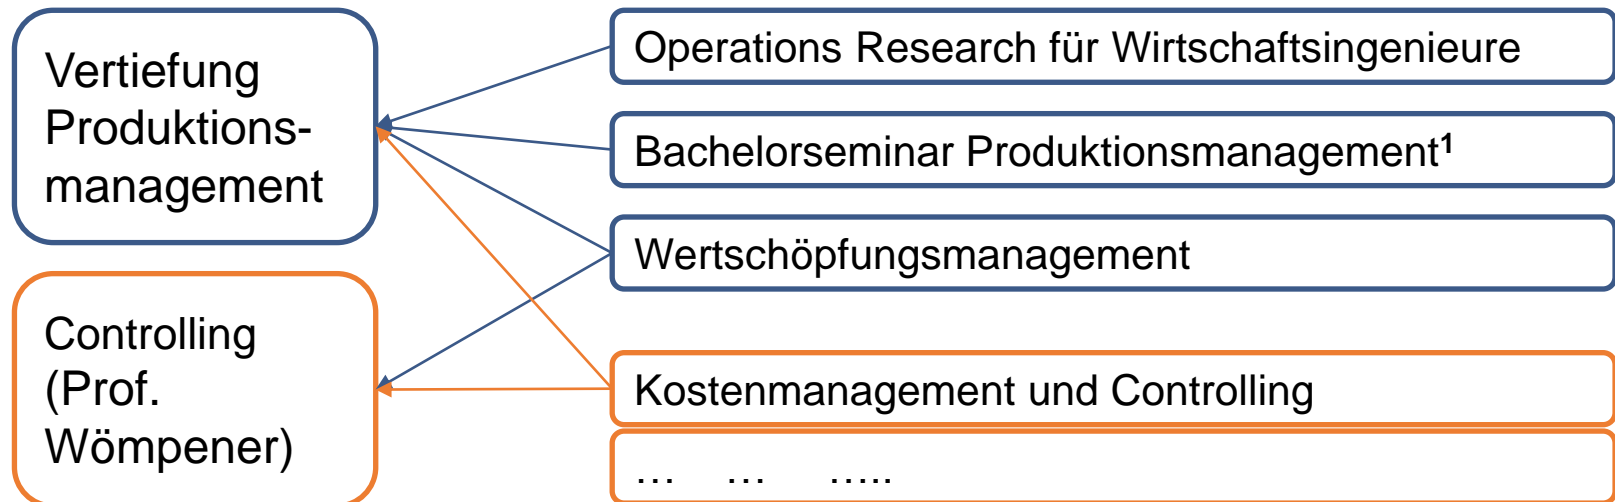 Vertiefung
Produktions-
management
Controlling
(Prof.
Wömpener)
Operations Research für Wirtschaftsingenieure
Bachelorseminar Produktionsmanagement¹
Wertschöpfungsmanagement
Kostenmanagement und Controlling
… … …..